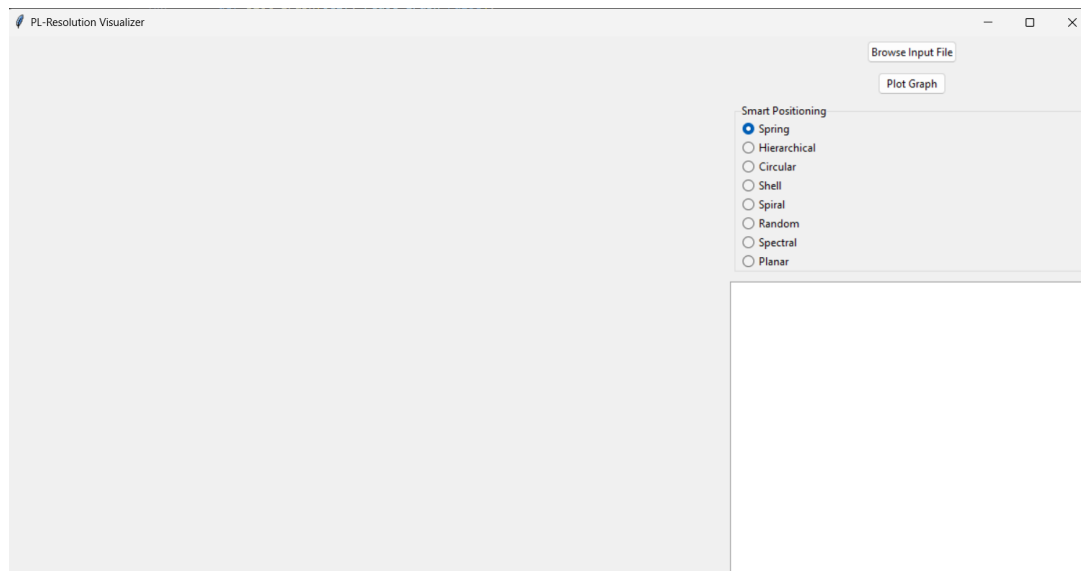 PL-Resolution Visualizer
Browse Input File
Plot Graph
Smart Positioning
Spring
Hierarchical
Circular
Shell
Spiral
Random
Spectral
Planar